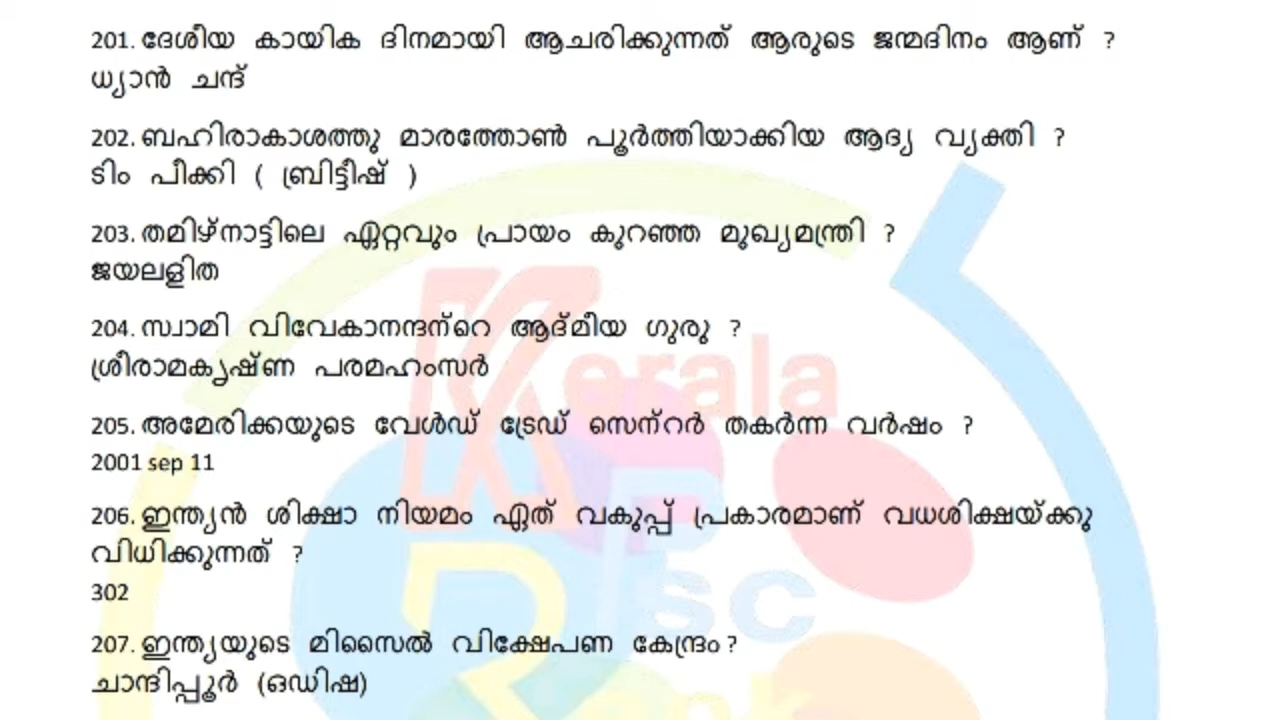 201. ദേശീയ കായിക ദിനമായി ആചരിക്കുന്നത് ആരുടെ ജന്മദിനം ആണ് ?
ധ്യാൻ ചന്ദ്
202. ബഹിരാകാശത്തു മാരത്തോൺ പൂർത്തിയാക്കിയ ആദ്യ വ്യക്തി ?
ടിം പീക്കി ( ബ്രിട്ടീഷ് )
203. തമിഴ്നാട്ടിലെ ഏറ്റവും പ്രായം കുറഞ്ഞ മുഖ്യമന്ത്രി ?
ജയലളിത
204. സ്വാമി വിവേകാനന്ദന്റെ ആദ്മീയ ഗുരു ?
ശ്രീരാമകൃഷ്ണ പരമഹംസർ
205. അമേരിക്കയുടെ വേൾഡ് ട്രേഡ് സെന്റർ തകർന്ന വർഷം ?
2001 sep 11
206. ഇന്ത്യൻ ശിക്ഷാ നിയമം ഏത് വകുപ്പ് പ്രകാരമാണ് വധശിക്ഷയ്ക്കു
വിധിക്കുന്നത് ?
302
207. ഇന്ത്യയുടെ മിസൈൽ വിക്ഷേപണ കേന്ദ്രം ?
ചാന്ദിപ്പൂർ (ഒഡിഷ)
Kerala
Psc